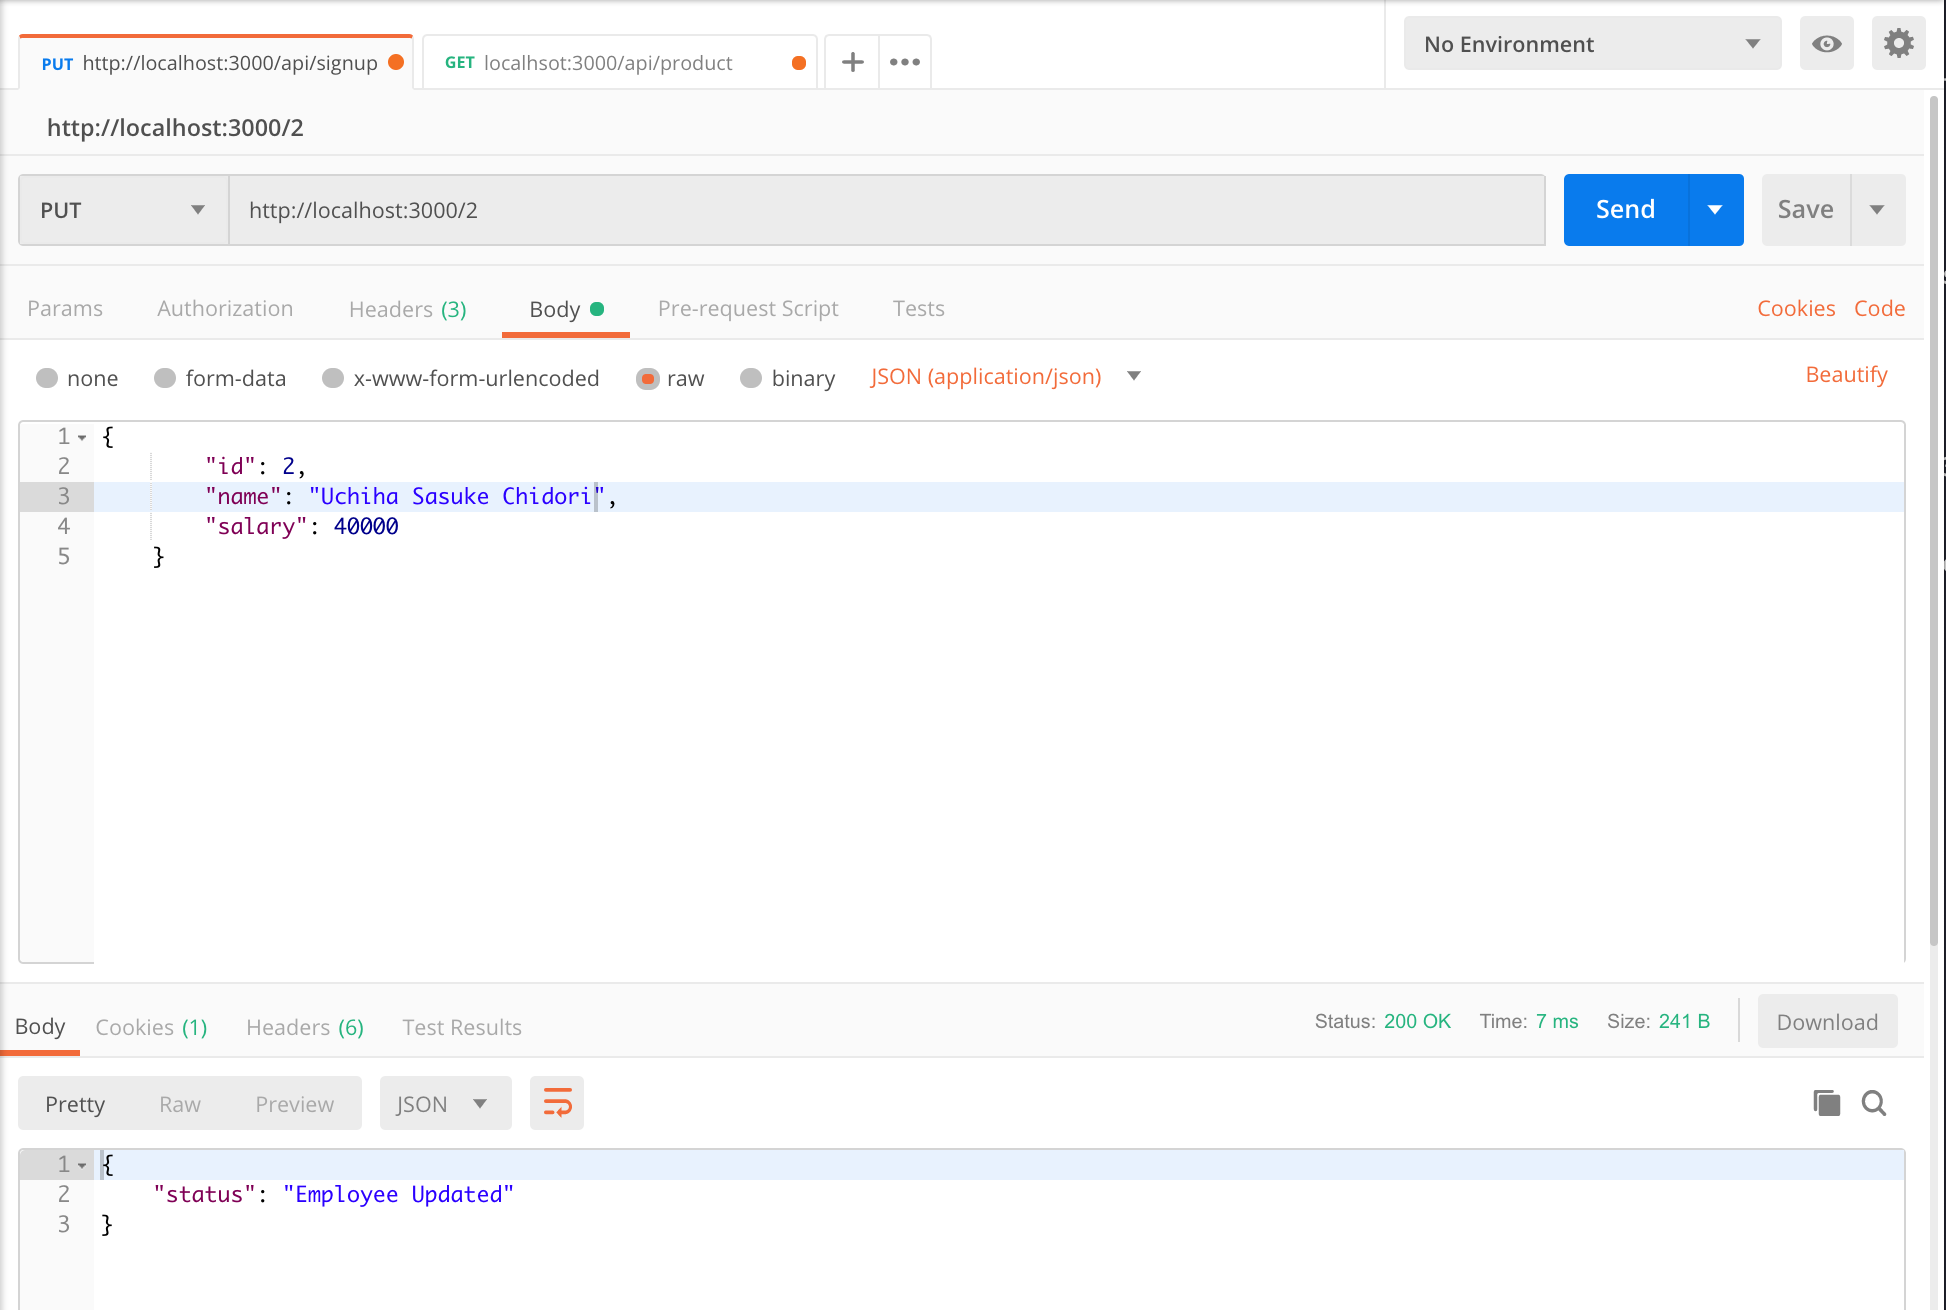 PUT http://localhost:3000/api/signup GET localhsot:3000/api/product No Environment
http://localhost:3000/2
PUT http://localhost:3000/2 Send Save
Params Authorization Headers (3) Body Pre-request Script Tests Cookies Code
none form-data x-www-form-urlencoded raw binary JSON (application/json) Beautify
1 {
2 "id": 2,
3 "name": "Uchiha Sasuke Chidori",
4 "salary": 40000
5 }
Body Cookies (1) Headers (6) Test Results Status: 200 OK Time: 7 ms Size: 241 B Download
Pretty Raw Preview JSON
1 {
2 "status": "Employee Updated"
3 }